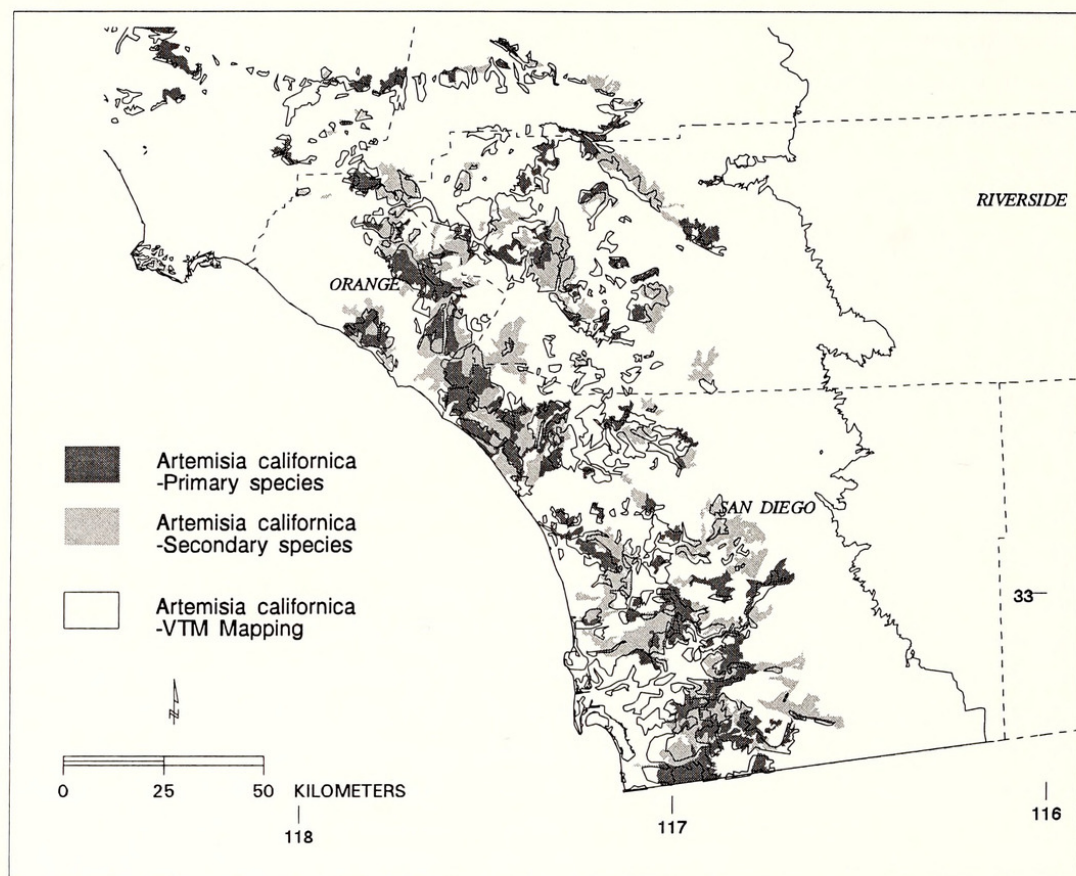 RIVERSIDE
ORANGE
Artemisia californica
-Primary species
Artemisia californica
-Secondary species
SAN DIEGO
Artemisia californica
-VTM Mapping
33
N
0 25 50 KILOMETERS
118
117
116